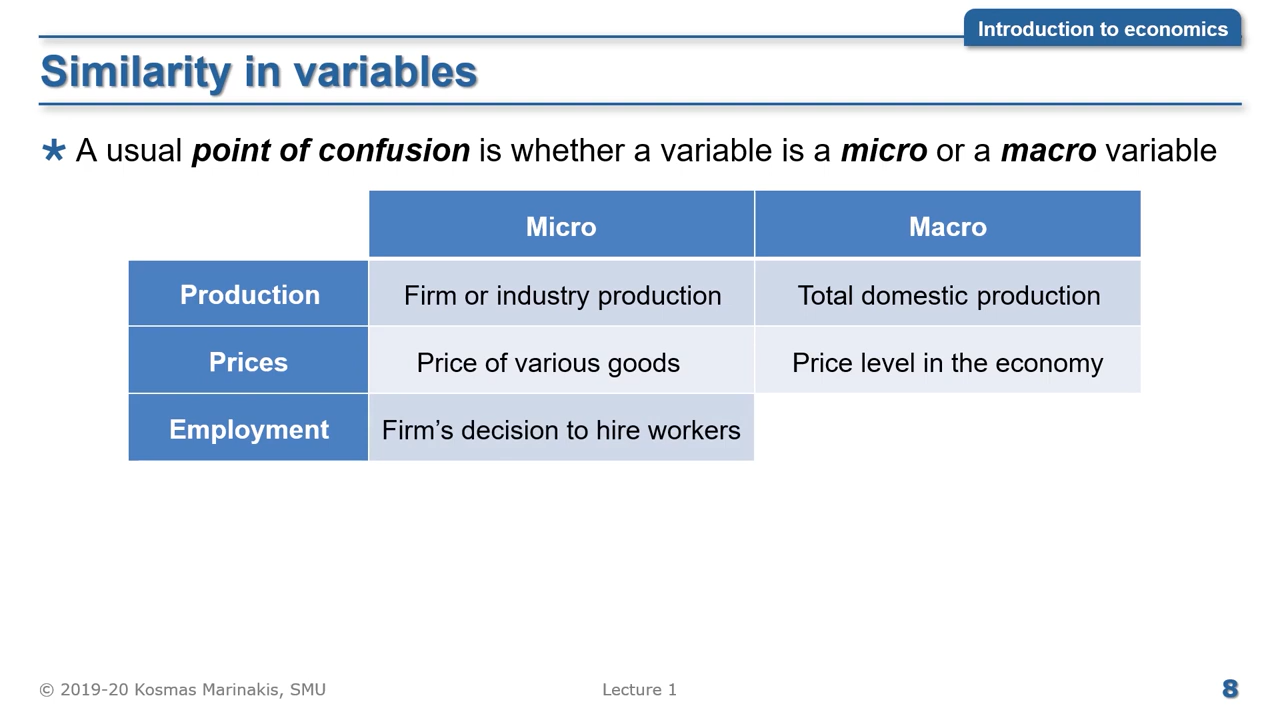 Introduction to economics
Similarity in variables
* A usual point of confusion is whether a variable is a micro or a macro variable
Micro Macro
Production Firm or industry production Total domestic production
Prices Price of various goods Price level in the economy
Employment Firm’s decision to hire workers
© 2019-20 Kosmas Marinakis, SMU Lecture 1 8